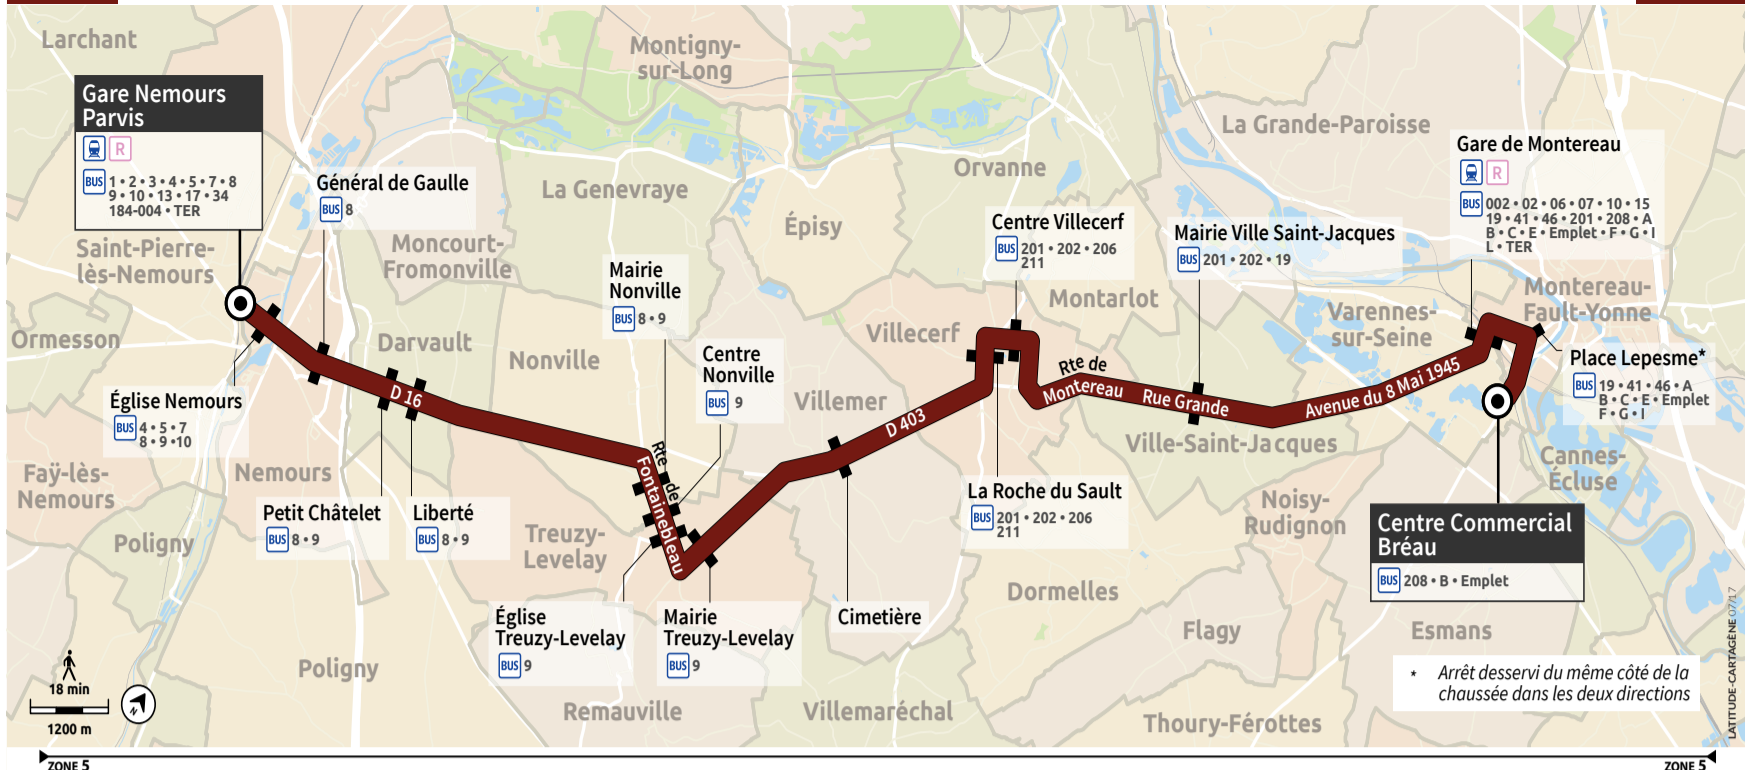 Larchant
Montigny-
sur-Long
La Grande-Paroisse
Gare Nemours
Parvis
R
BUS 1 • 2 • 3 • 4 • 5 • 7 • 8
9 • 10 • 13 • 17 • 34
184-004 • TER
Général de Gaulle
BUS 8
La Genevraye
Orvanne
Gare de Montereau
R
BUS 002 • 02 • 06 • 07 • 10 • 15
19 • 41 • 46 • 201 • 208 • A
B • C • E • Emplet • F • G • I
L • TER
Saint-Pierre-
lès-Nemours
Moncourt-
Fromonville
Épisy
Centre Villecerf
BUS 201 • 202 • 206
211
Mairie Ville Saint-Jacques
BUS 201 • 202 • 19
Mairie
Nonville
BUS 8 • 9
Montarlot
Montereau-
Fault-Yonne
Varennes-
sur-Seine
Ormesson
Darvault
Nonville
Centre
Nonville
BUS 9
Villecerf
Place Lepesme*
BUS 19 • 41 • 46 • A
B • C • E • Emplet
F • G • I
Église Nemours
BUS 4 • 5 • 7
8 • 9 •10
D 16
Villemer
D 403
Rte de
Montereau
Rue Grande
Avenue du 8 Mai 1945
Ville-Saint-Jacques
Rte
de
Fontainebleau
Faÿ-lès-
Nemours
Nemours
Cannes-
Écluse
Petit Châtelet
BUS 8 • 9
Liberté
BUS 8 • 9
La Roche du Sault
BUS 201 • 202 • 206
211
Noisy-
Rudignon
Centre Commercial
Bréau
BUS 208 • B • Emplet
Poligny
Treuzy-
Levelay
Dormelles
Église
Treuzy-Levelay
BUS 9
Mairie
Treuzy-Levelay
BUS 9
Cimetière
Flagy
Esmans
Poligny
Remauville
Villemaréchal
Thoury-Férottes
18 min
1200 m
N
* Arrêt desservi du même côté de la
chaussée dans les deux directions
LATITUDE-CARTAGÈNE 07/17
ZONE 5
ZONE 5